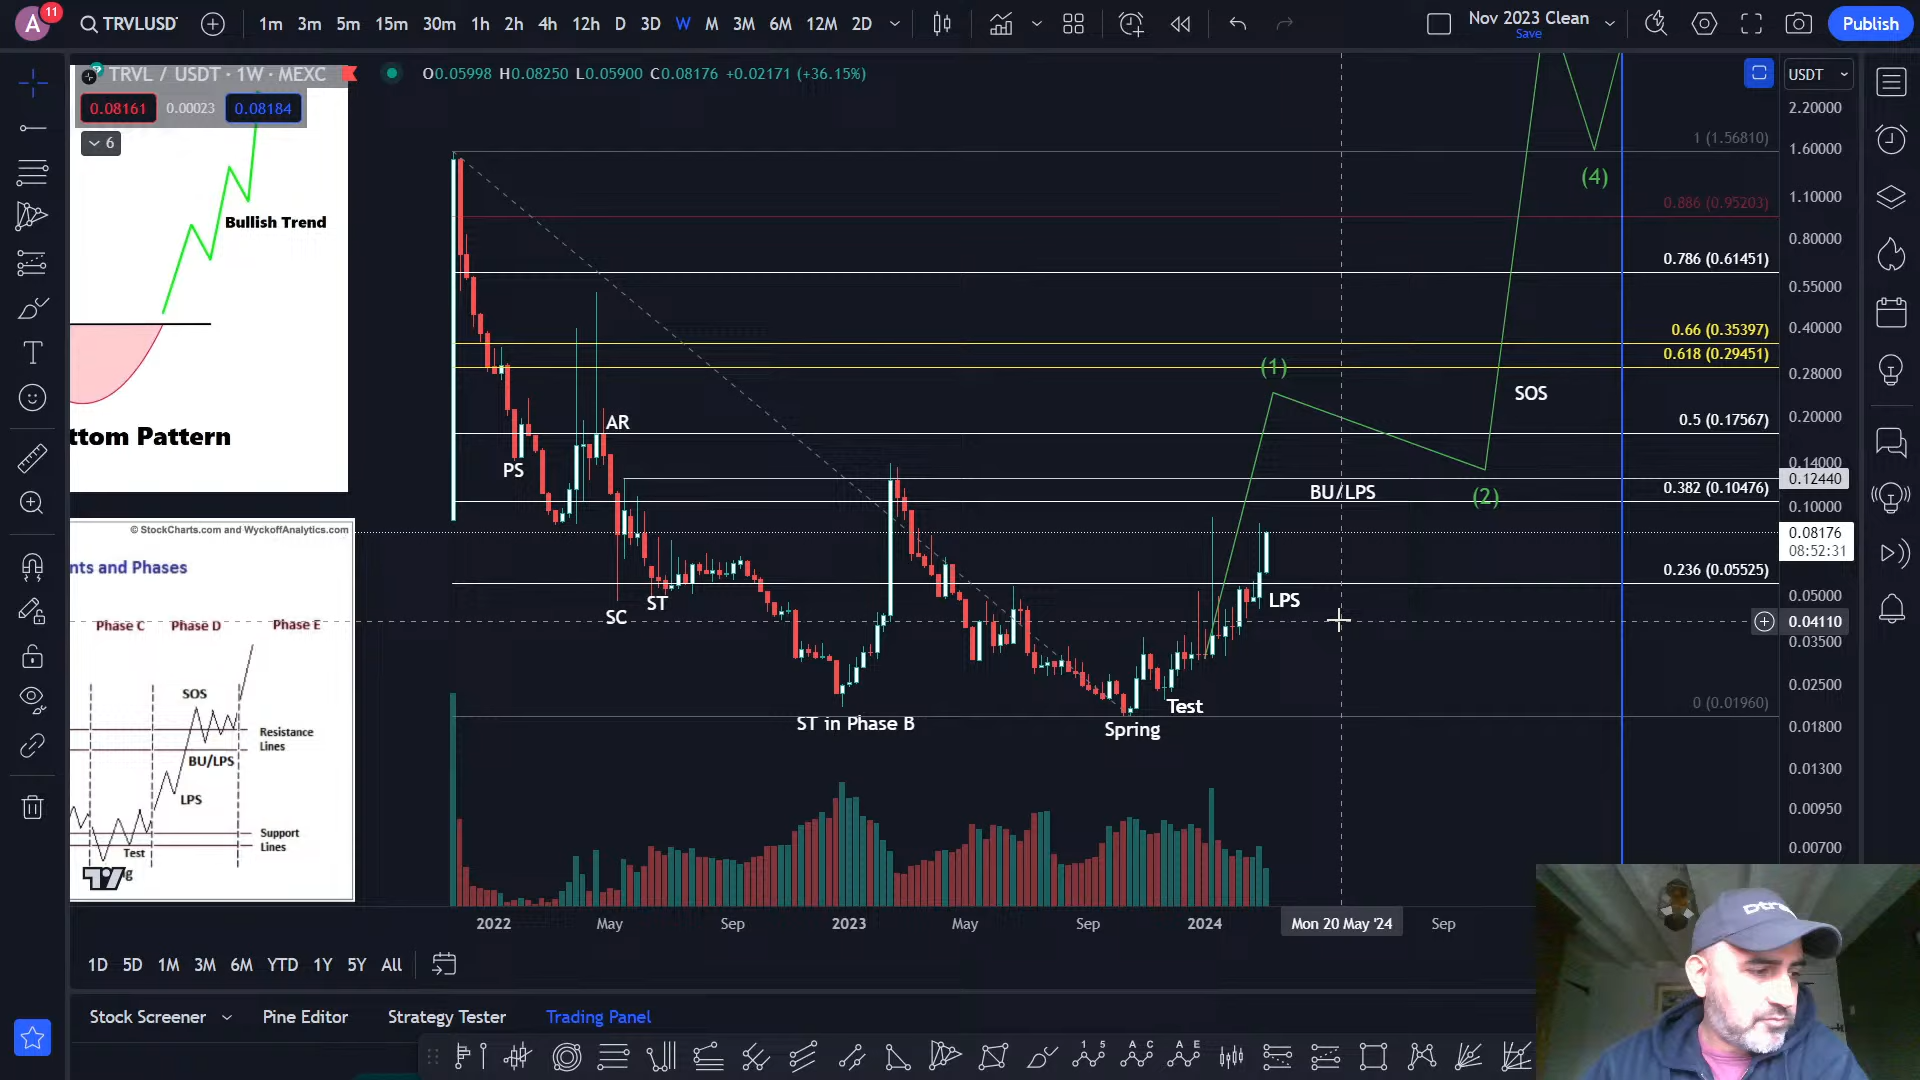 A
11
TRVLUSDT
1m 3m 5m 15m 30m 1h 2h 4h 12h D 3D W M 3M 6M 12M 2D
Nov 2023 Clean
Save
Publish
TRVL / USDT · 1W · MEXC
O0.05998 H0.08250 L0.05900 C0.08176 +0.02171 (+36.15%)
0.08161 0.00023 0.08184
6
USDT
Bullish Trend
ttom Pattern
© StockCharts.com and WyckoffAnalytics.com
nts and Phases
Phase C Phase D Phase E
SOS
Resistance
Lines
BU/LPS
LPS
Support
Lines
Test
PS
AR
SC
ST
ST in Phase B
Spring
Test
LPS
BU/LPS
SOS
(1)
(2)
(4)
1 (1.56810)
0.886 (0.95203)
0.786 (0.61451)
0.66 (0.35397)
0.618 (0.29451)
0.5 (0.17567)
0.382 (0.10476)
0.236 (0.05525)
0 (0.01960)
2.20000
1.60000
1.10000
0.80000
0.55000
0.40000
0.28000
0.20000
0.14000
0.12440
0.10000
0.08176
08:52:31
0.05000
0.04110
0.03500
0.02500
0.01800
0.01300
0.00950
0.00700
2022 May Sep 2023 May Sep 2024 Mon 20 May '24 Sep
1D 5D 1M 3M 6M YTD 1Y 5Y All
Stock Screener Pine Editor Strategy Tester Trading Panel